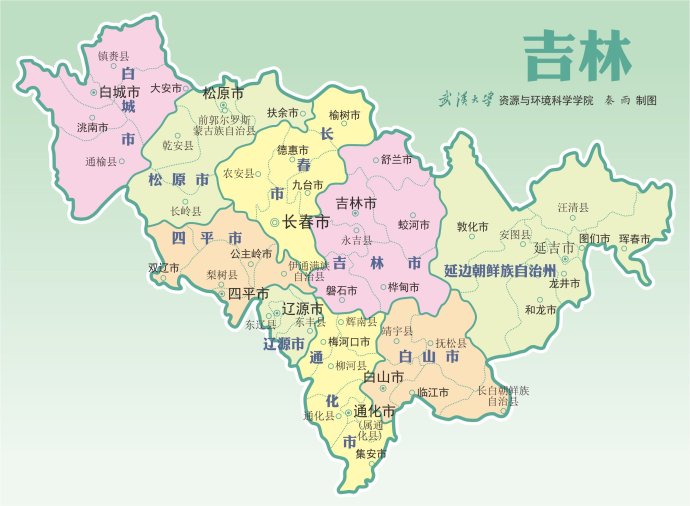 吉林
武汉大学 资源与环境科学学院 秦雨 制图
镇赉县
白城市
白城市
大安市
洮南市
通榆县
松原市
前郭尔罗斯
蒙古族自治县
扶余市
乾安县
松原市
长岭县
榆树市
长春市
德惠市
农安县
九台市
长春市
舒兰市
吉林市
蛟河市
永吉县
吉林市
磐石市
桦甸市
四平市
公主岭市
双辽市
梨树县
伊通满族
自治县
四平市
辽源市
东辽县
东丰县
辽源市
敦化市
汪清县
安图县
延吉市
图们市
珲春市
延边朝鲜族自治州
龙井市
和龙市
辉南县
梅河口市
通化市
柳河县
通化县
通化市
(属通
化县)
集安市
靖宇县
抚松县
白山市
白山市
临江市
长白朝鲜族
自治县